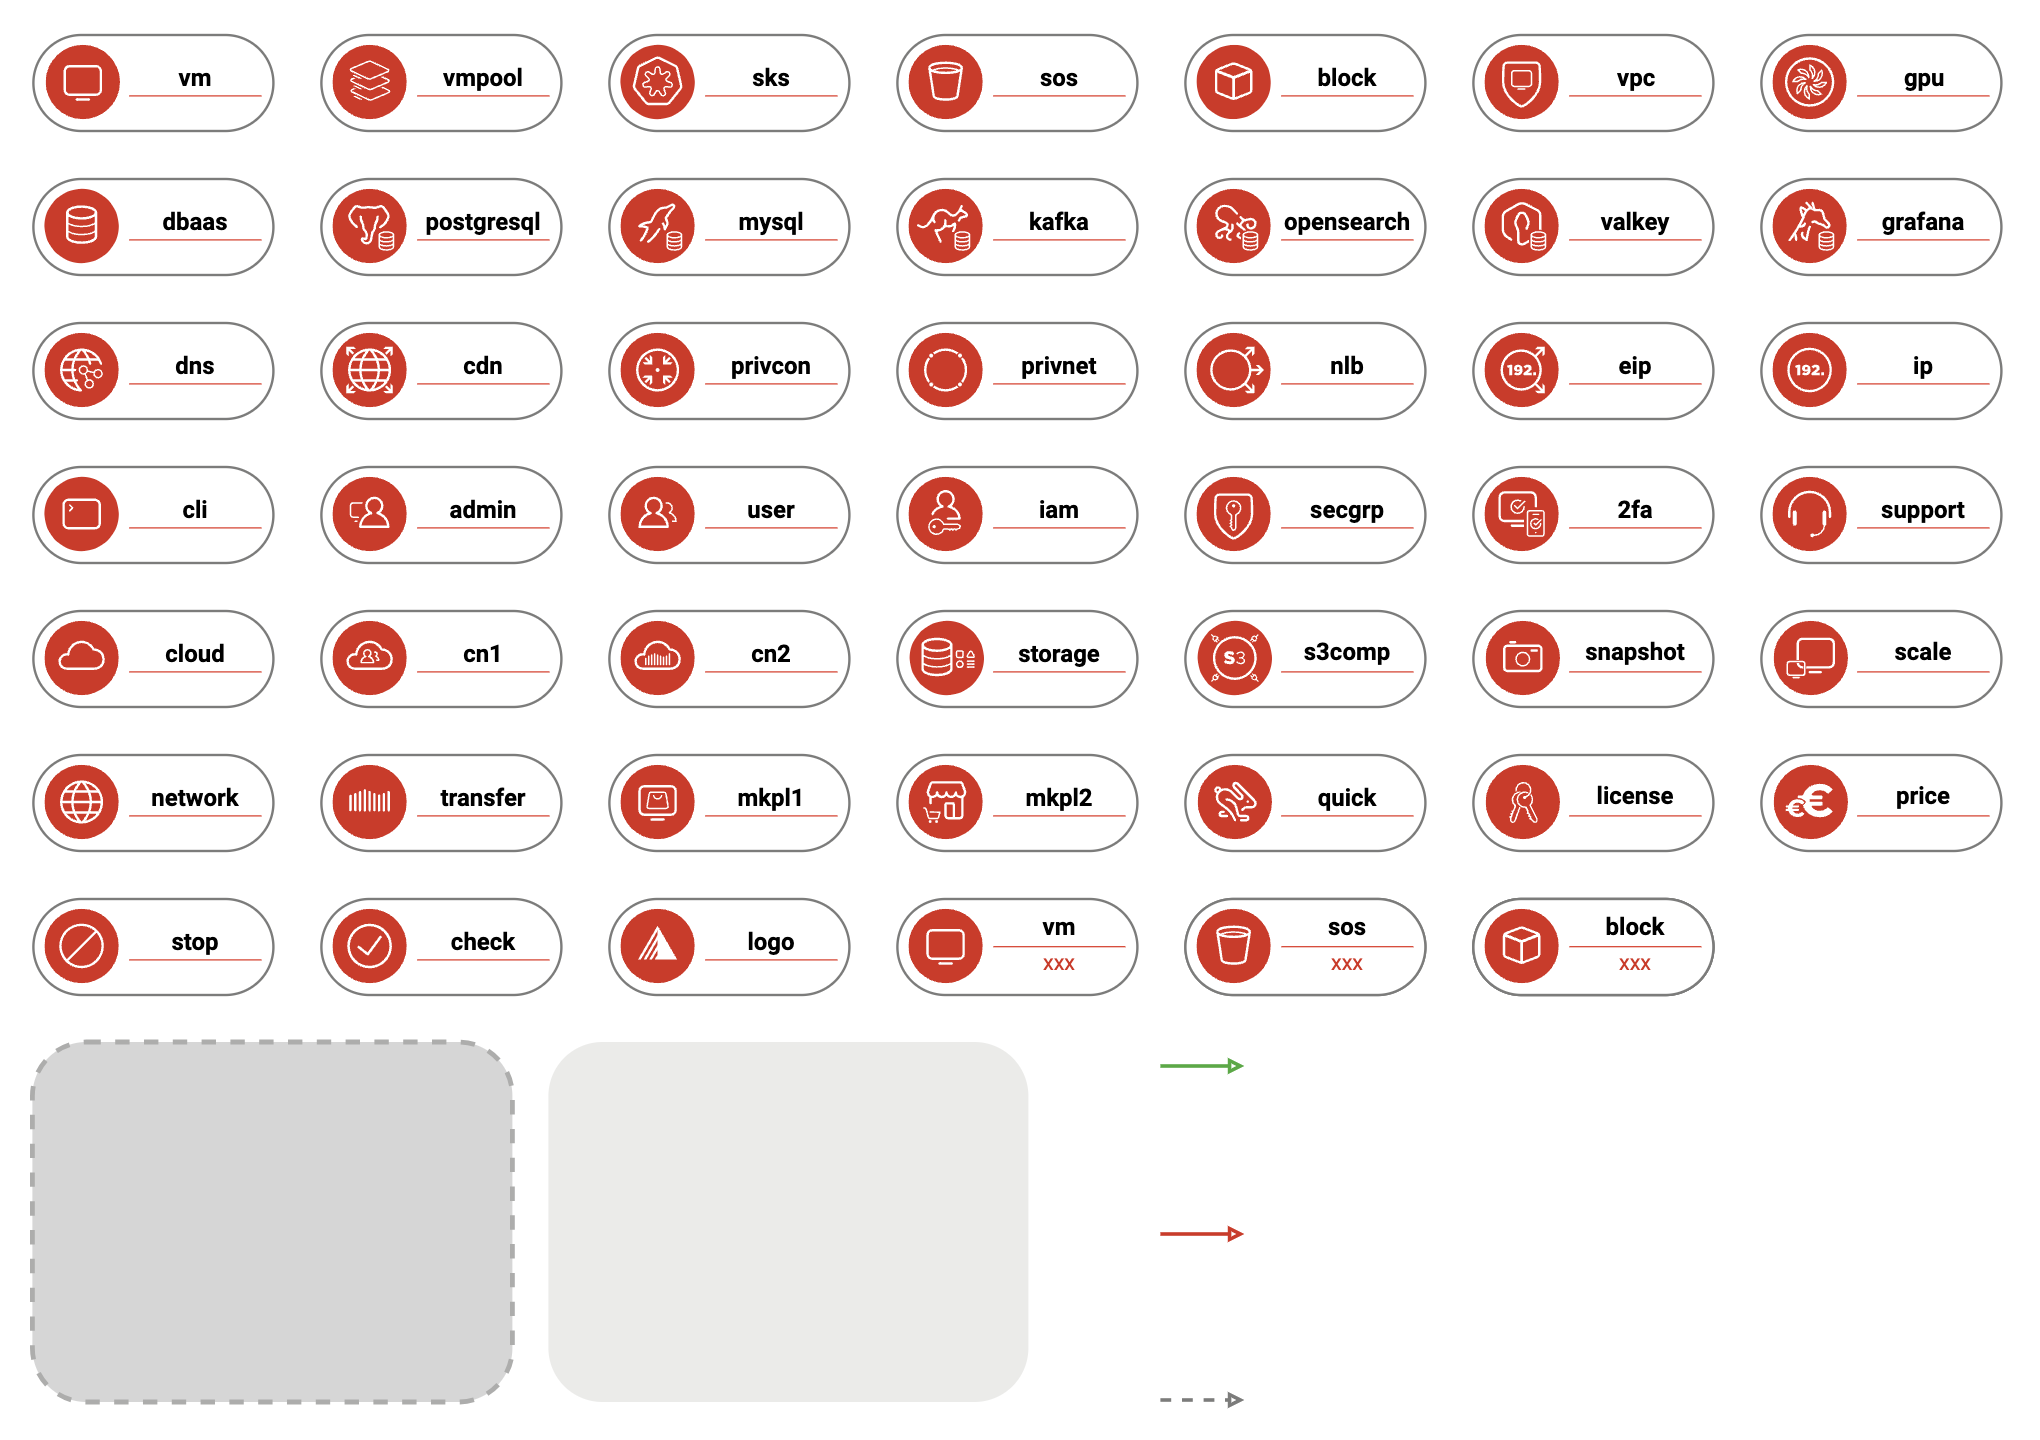 vm
vmpool
sks
sos
block
vpc
gpu
dbaas
postgresql
mysql
kafka
opensearch
valkey
grafana
dns
cdn
privcon
privnet
nlb
192.
eip
192.
ip
cli
admin
user
iam
secgrp
2fa
support
cloud
cn1
cn2
storage
S3
s3comp
snapshot
scale
network
transfer
mkpl1
mkpl2
quick
license
€€
price
stop
check
logo
vm
xxx
sos
xxx
block
xxx